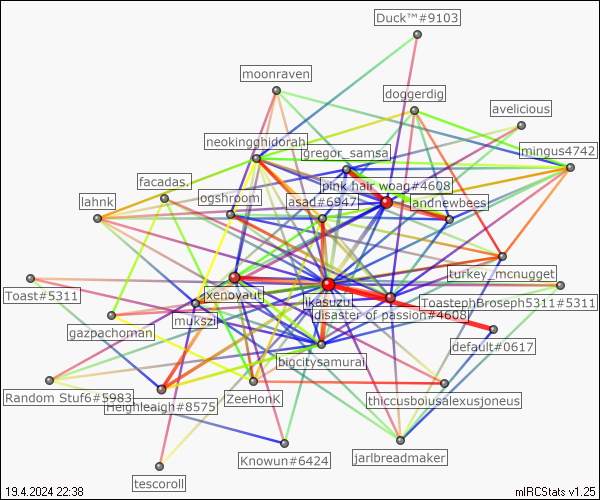 Duck™#9103
moonraven
doggerdig
avelicious
neokingghidorah
gregor_samsa
mingus4742
facadas.
pink hair woag#4608
lahnk
ogshroom
asad#6947
andnewbees
turkey_mcnugget
Toast#5311
xenovaut
ikasuzu
ToastephBroseph5311#5311
gazpachoman
mukszi
disaster of passion#4608
default#0617
bigcitysamurai
Random Stuf6#5983
Heighleaigh#8575
ZeeHonK
thiccusboiusalexusjoneus
Knowun#6424
jarlbreadmaker
tescoroll
19.4.2024 22:38
mIRCStats v1.25